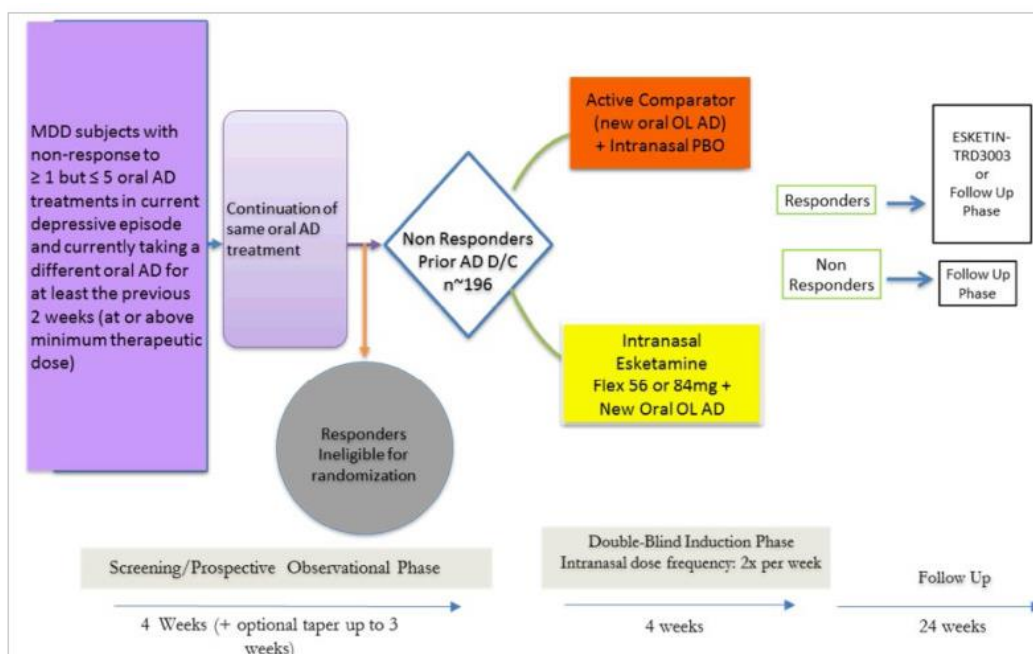 MDD subjects with
non-response to
≥ 1 but ≤ 5 oral AD
treatments in current
depressive episode
and currently taking a
different oral AD for
at least the previous
2 weeks (at or above
minimum therapeutic
dose)
Continuation of
same oral AD
treatment
Responders
Ineligible for
randomization
Non Responders
Prior AD D/C
n~196
Active Comparator
(new oral OL AD)
+ Intranasal PBO
Intranasal
Esketamine
Flex 56 or 84mg +
New Oral OL AD
Responders
ESKETIN-
TRD3003
or
Follow Up
Phase
Non
Responders
Follow Up
Phase
Screening/Prospective Observational Phase
4 Weeks (+ optional taper up to 3
weeks)
Double-Blind Induction Phase
Intranasal dose frequency: 2x per week
4 weeks
Follow Up
24 weeks